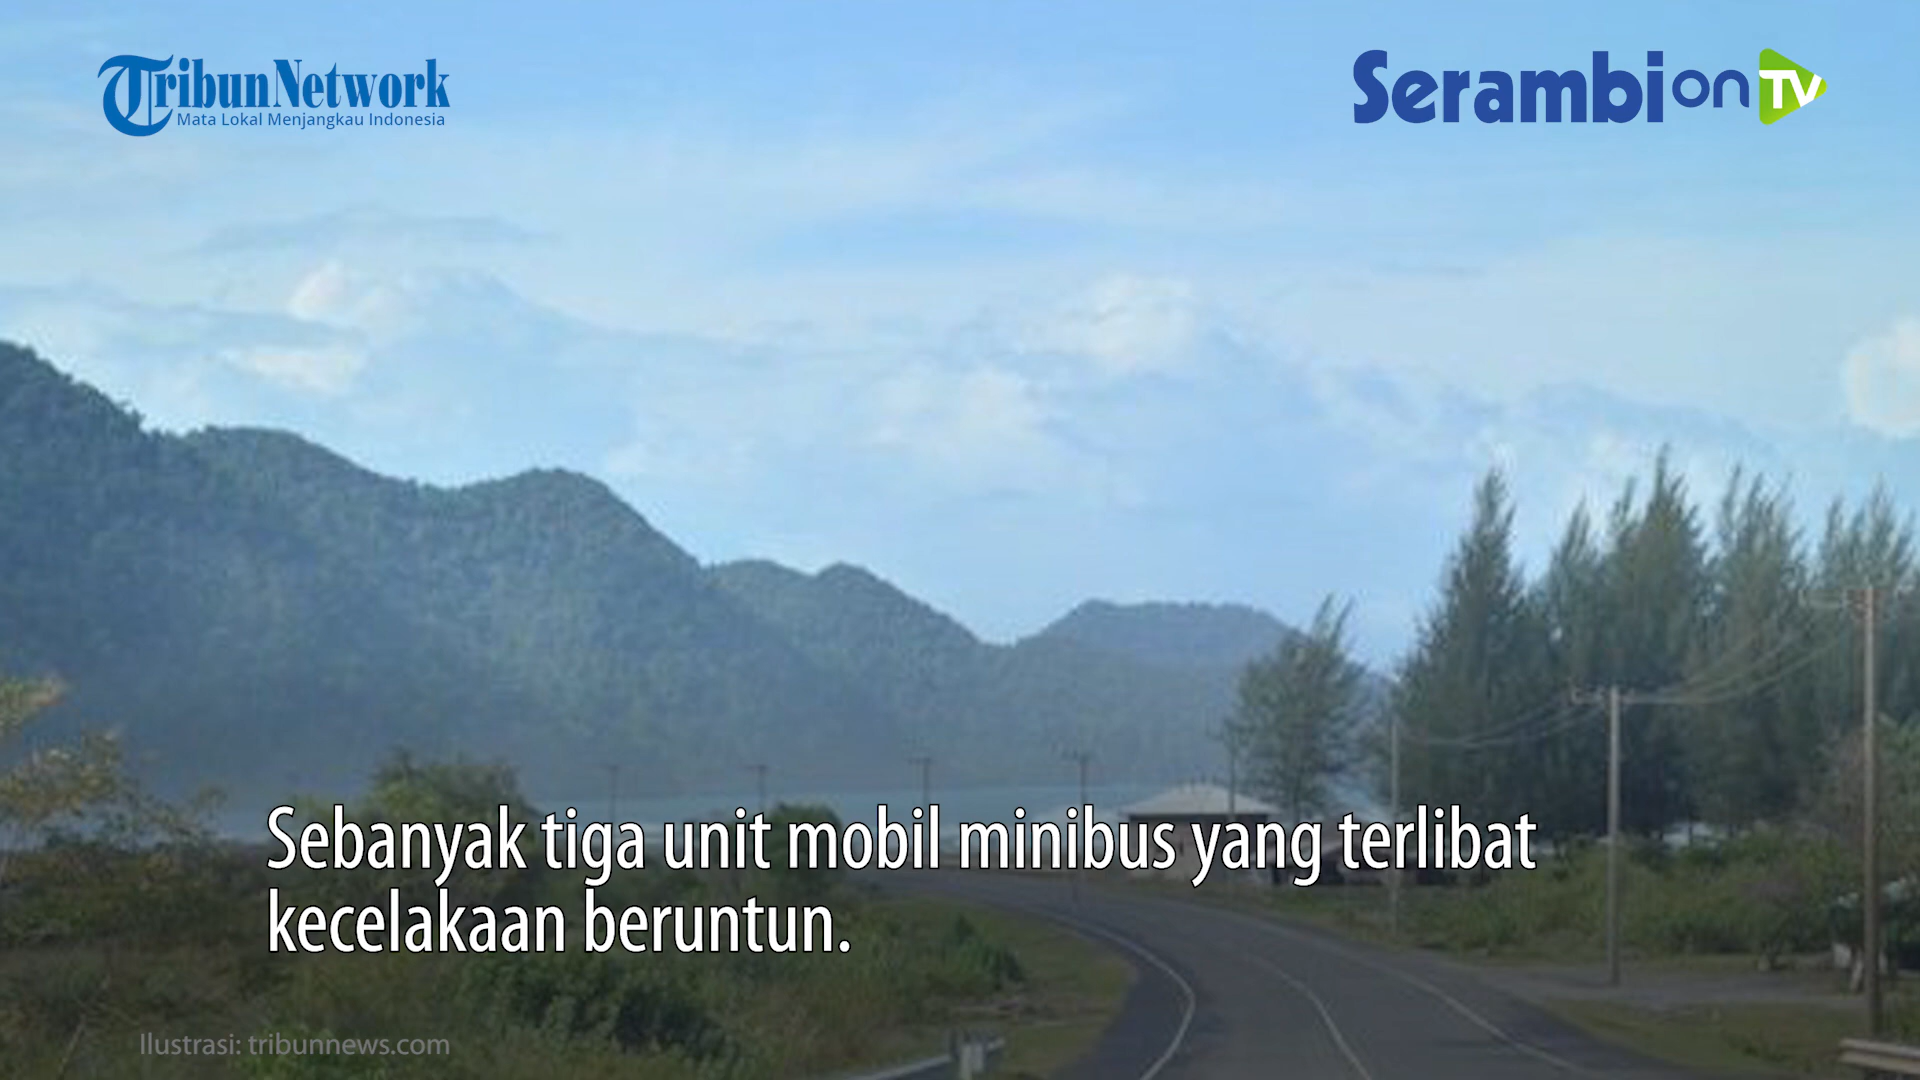 TribunNetwork
Mata Lokal Menjangkau Indonesia
Serambi on TV
Sebanyak tiga unit mobil minibus yang terlibat
kecelakaan beruntun.
Ilustrasi: tribunnews.com